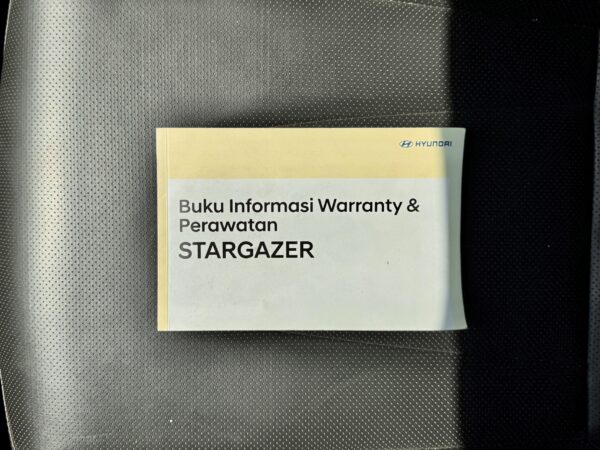 HYUNDAI
Buku Informasi Warranty &
Perawatan
STARGAZER